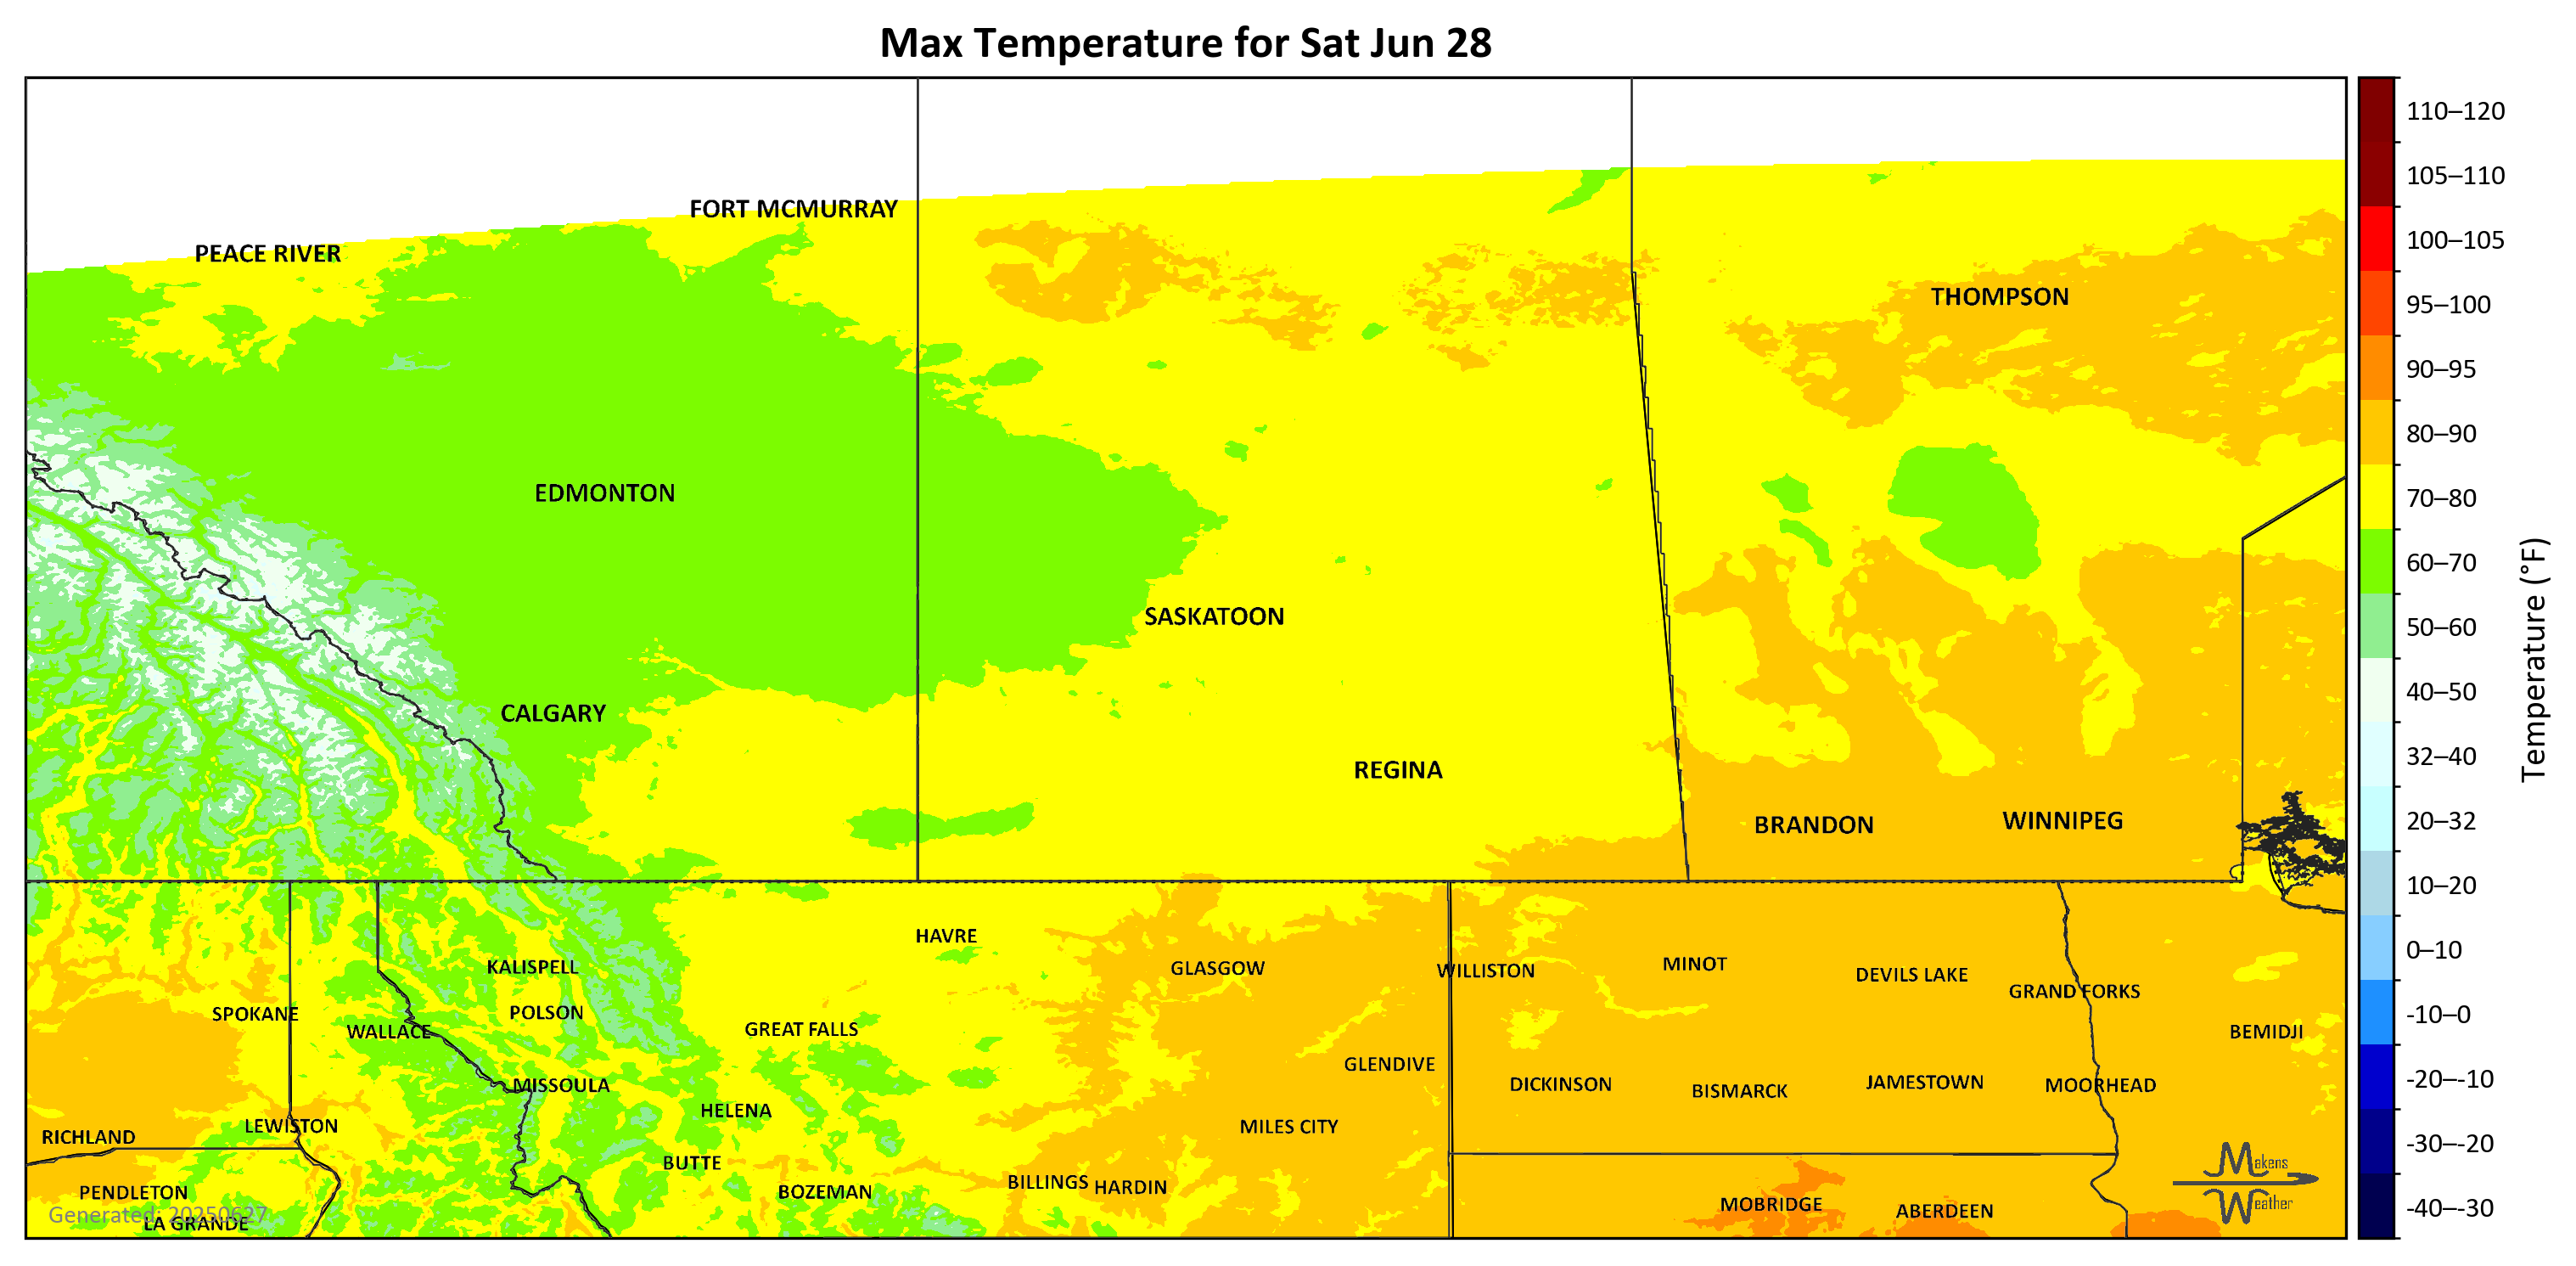 Max Temperature for Sat Jun 28
FORT MCMURRAY
PEACE RIVER
THOMPSON
EDMONTON
SASKATOON
CALGARY
REGINA
BRANDON
WINNIPEG
HAVRE
KALISPELL
GLASGOW
WILLISTON
MINOT
DEVILS LAKE
GRAND FORKS
SPOKANE
POLSON
WALLACE
GREAT FALLS
BEMIDJI
GLENDIVE
MISSOULA
DICKINSON
BISMARCK
JAMESTOWN
MOORHEAD
HELENA
LEWISTON
MILES CITY
RICHLAND
BUTTE
PENDLETON
BOZEMAN
BILLINGS
HARDIN
MOBRIDGE
ABERDEEN
Generated: 20250627
LA GRANDE
Makens
Weather
110–120
105–110
100–105
95–100
90–95
80–90
70–80
60–70
50–60
40–50
32–40
20–32
10–20
0–10
-10–0
-20–-10
-30–-20
-40–-30
Temperature (°F)